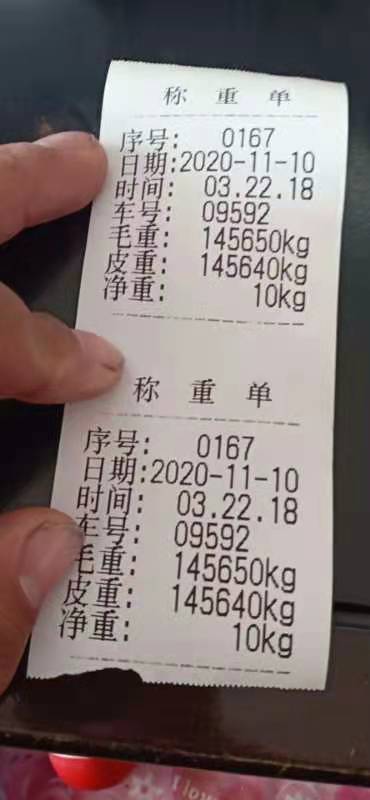 称 重 单
序号: 0167
日期:2020-11-10
时间: 03.22.18
车号: 09592
毛重: 145650kg
皮重: 145640kg
净重: 10kg
称 重 单
序号: 0167
日期:2020-11-10
时间: 03.22.18
车号: 09592
毛重: 145650kg
皮重: 145640kg
净重: 10kg
I lov